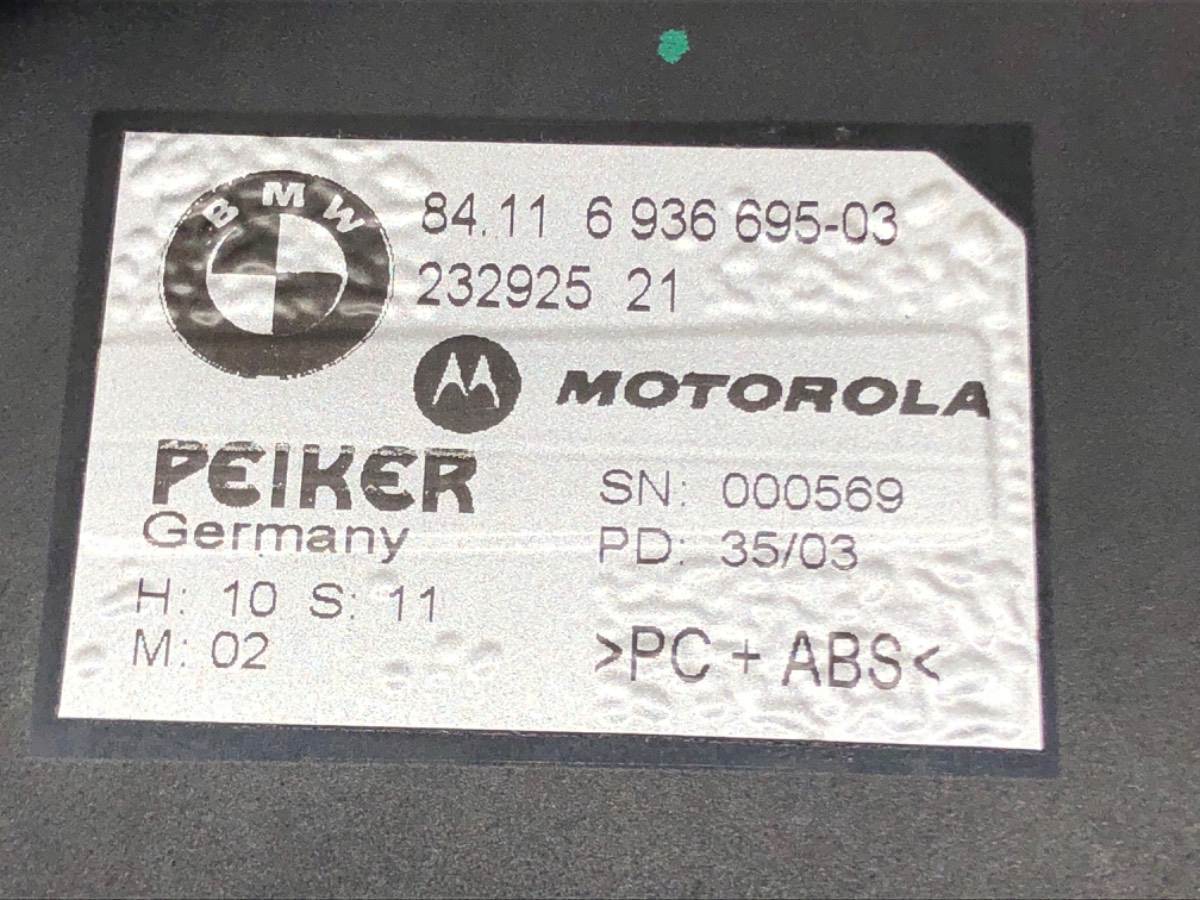 BMW
84.11 6 936 695-03
232925 21
MOTOROLA
PEIKER
Germany
SN: 000569
PD: 35/03
H: 10 S: 11
M: 02
>PC + ABS<